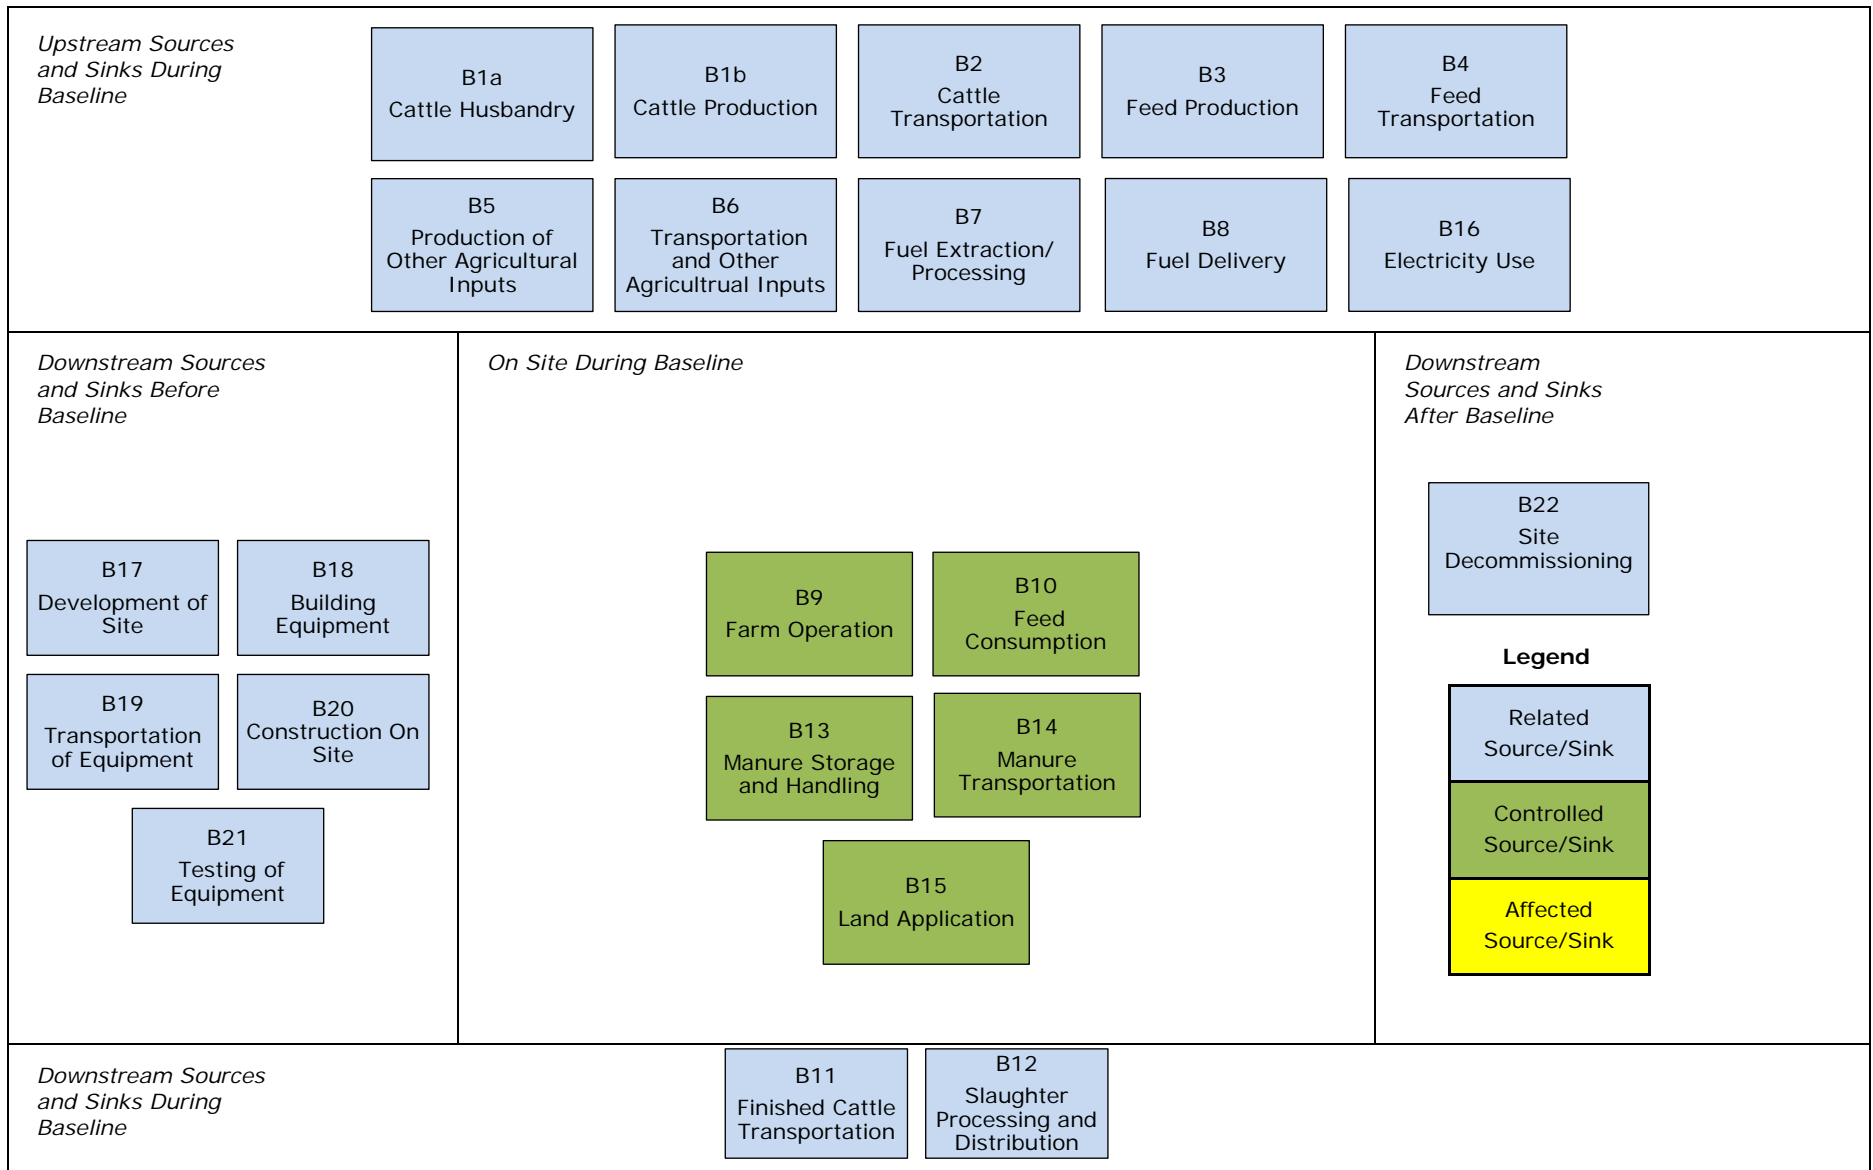 Upstream Sources
and Sinks During
Baseline
B1a
Cattle Husbandry
B1b
Cattle Production
B2
Cattle
Transportation
B3
Feed Production
B4
Feed
Transportation
B5
Production of
Other Agricultural
Inputs
B6
Transportation
and Other
Agricultrual Inputs
B7
Fuel Extraction/
Processing
B8
Fuel Delivery
B16
Electricity Use
Downstream Sources
and Sinks Before
Baseline
B17
Development of
Site
B18
Building
Equipment
B19
Transportation
of Equipment
B20
Construction On
Site
B21
Testing of
Equipment
On Site During Baseline
B9
Farm Operation
B10
Feed
Consumption
B13
Manure Storage
and Handling
B14
Manure
Transportation
B15
Land Application
Downstream
Sources and Sinks
After Baseline
B22
Site
Decommissioning
Legend
Related
Source/Sink
Controlled
Source/Sink
Affected
Source/Sink
Downstream Sources
and Sinks During
Baseline
B11
Finished Cattle
Transportation
B12
Slaughter
Processing and
Distribution